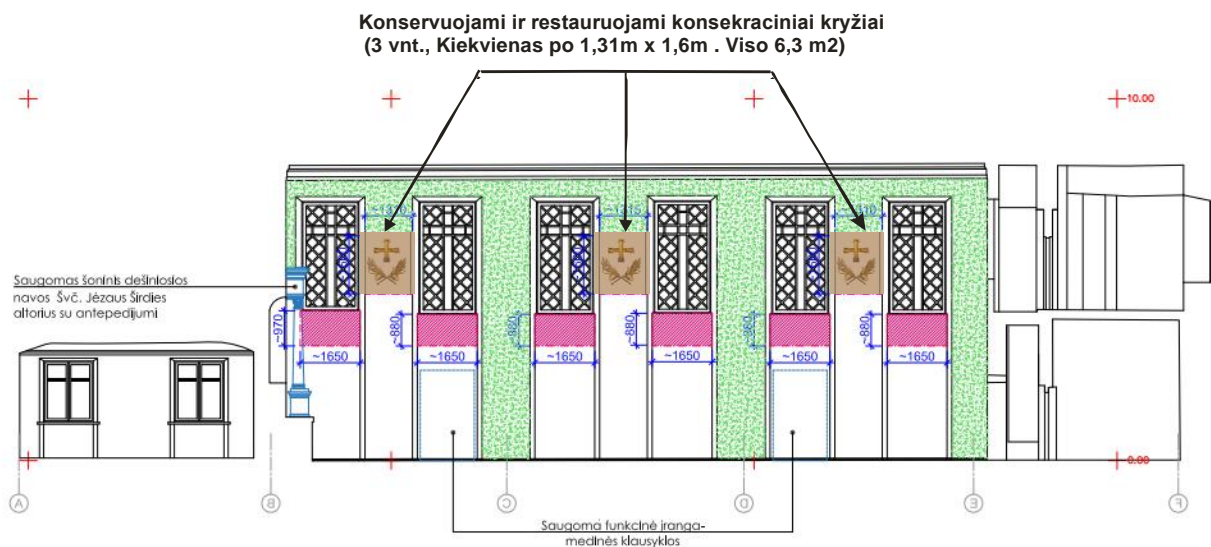 Konservuojami ir restauruojami konsekraciniai kryžiai
(3 vnt., Kiekvienas po 1,31m x 1,6m . Viso 6,3 m2)
10.00
~1310
~1310
Saugomas šoninis dešiniosios
navos Švč. Jėzaus Širdies
altorius su antepedijumi
~970
~880
~880
~880
~1650
~1650
~1650
~1650
~1650
~1650
0.00
A
B
C
D
E
F
Saugoma funkcinė įranga-
medinės klausyklos